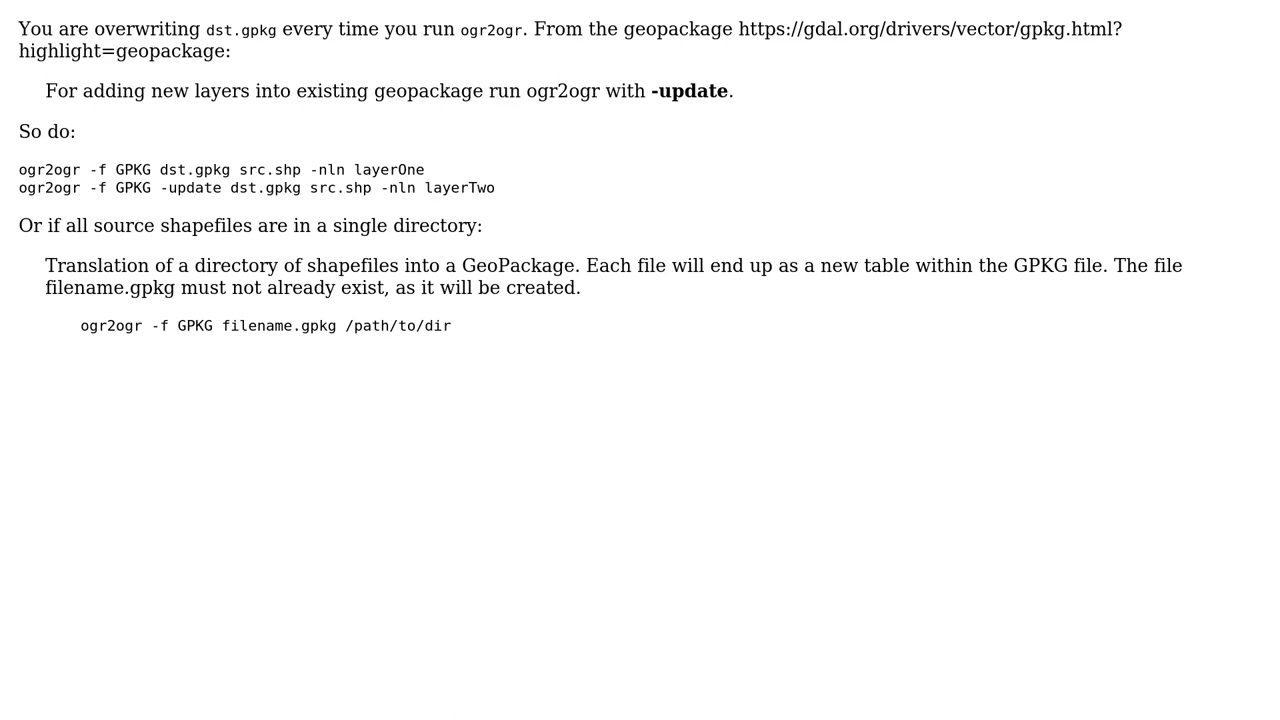 You are overwriting dst.gpkg every time you run ogr2ogr. From the geopackage https://gdal.org/drivers/vector/gpkg.html?
highlight=geopackage:
For adding new layers into existing geopackage run ogr2ogr with -update.
So do:
ogr2ogr -f GPKG dst.gpkg src.shp -nln layerOne
ogr2ogr -f GPKG -update dst.gpkg src.shp -nln layerTwo
Or if all source shapefiles are in a single directory:
Translation of a directory of shapefiles into a GeoPackage. Each file will end up as a new table within the GPKG file. The file
filename.gpkg must not already exist, as it will be created.
ogr2ogr -f GPKG filename.gpkg /path/to/dir